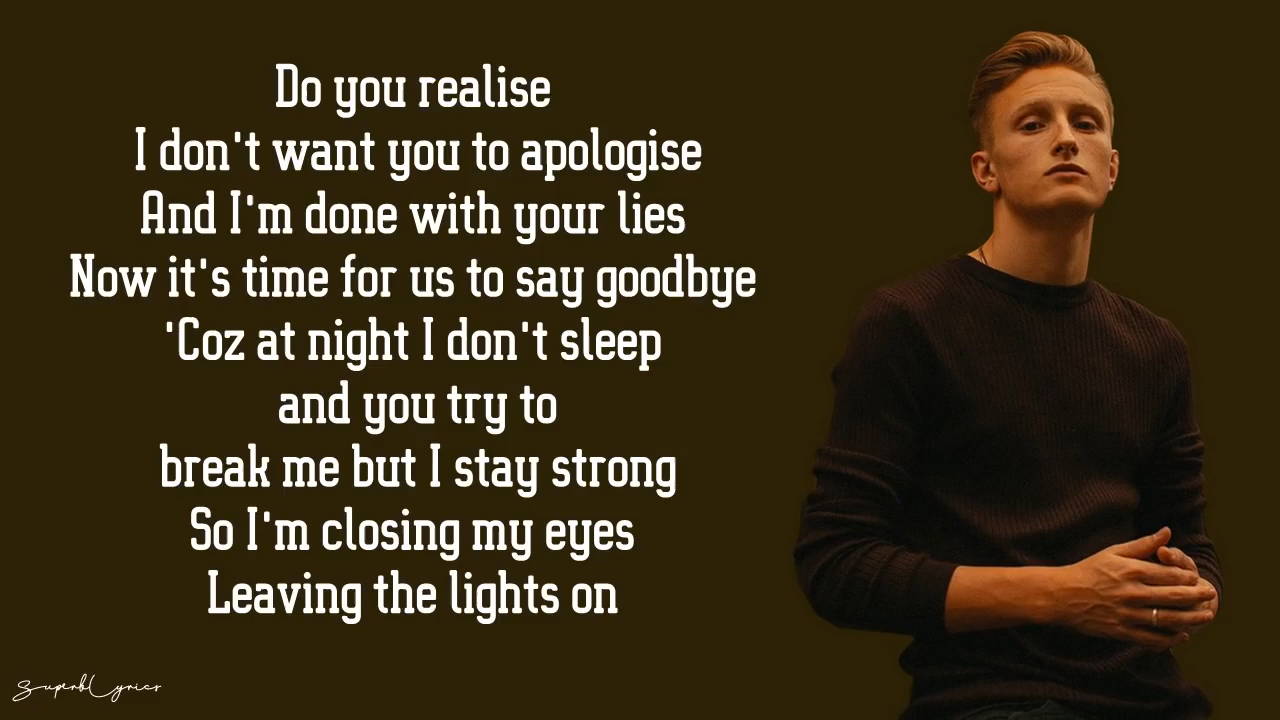 Do you realise
I don't want you to apologise
And I'm done with your lies
Now it's time for us to say goodbye
'Coz at night I don't sleep
and you try to
break me but I stay strong
So I'm closing my eyes
Leaving the lights on
SuperbLyrics